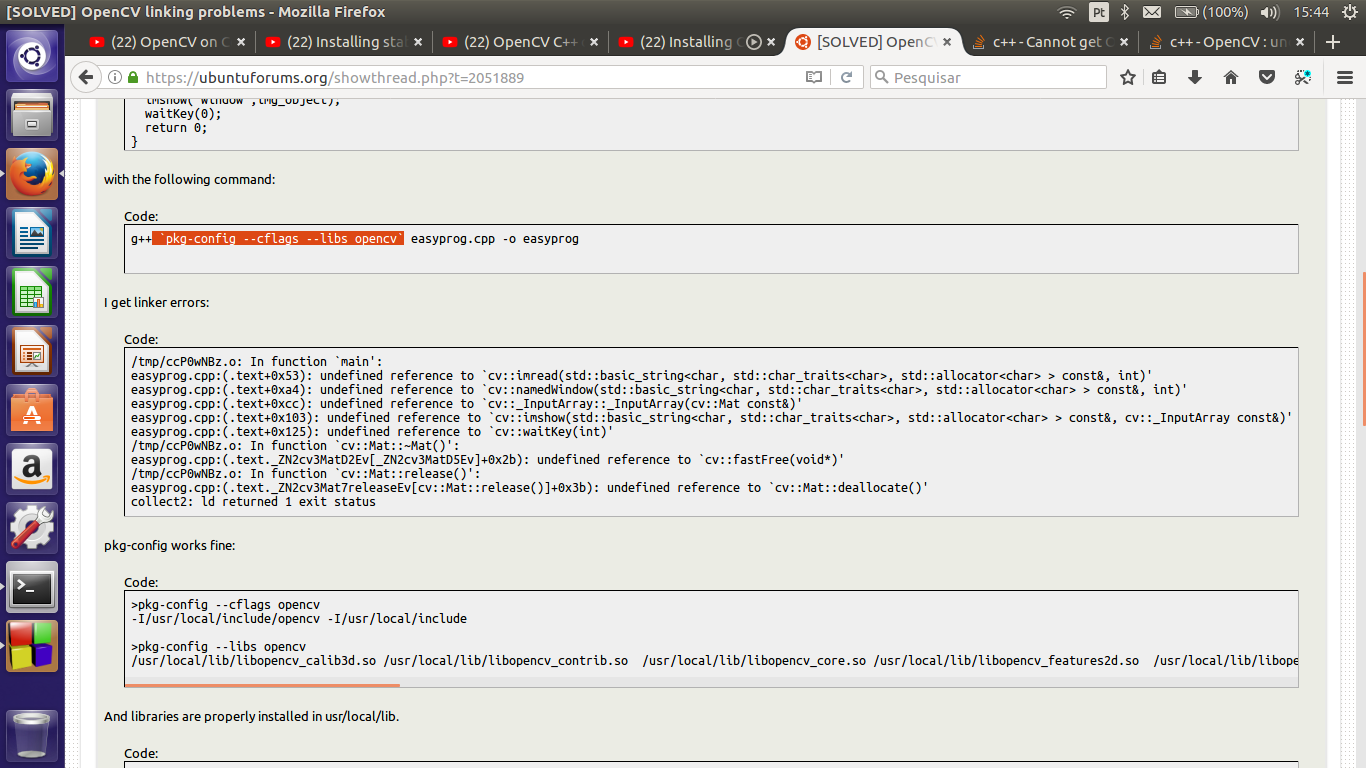 [SOLVED] OpenCV linking problems - Mozilla Firefox
Pt
(100%)
15:44
(22) OpenCV on C
(22) Installing sta
(22) OpenCV C++
(22) Installing
[SOLVED] OpenC
c++ - Cannot get C
c++ - OpenCV : un
https://ubuntuforums.org/showthread.php?t=2051889
Pesquisar
imshow("window",img_object);
waitKey(0);
return 0;
}
with the following command:
Code:
g++ `pkg-config --cflags --libs opencv` easyprog.cpp -o easyprog
I get linker errors:
Code:
/tmp/ccP0wNBz.o: In function `main':
easyprog.cpp:(.text+0x53): undefined reference to `cv::imread(std::basic_string<char, std::char_traits<char>, std::allocator<char> > const&, int)'
easyprog.cpp:(.text+0xa4): undefined reference to `cv::namedWindow(std::basic_string<char, std::char_traits<char>, std::allocator<char> > const&, int)'
easyprog.cpp:(.text+0xcc): undefined reference to `cv::_InputArray::_InputArray(cv::Mat const&)'
easyprog.cpp:(.text+0x103): undefined reference to `cv::imshow(std::basic_string<char, std::char_traits<char>, std::allocator<char> > const&, cv::_InputArray const&)'
easyprog.cpp:(.text+0x125): undefined reference to `cv::waitKey(int)'
/tmp/ccP0wNBz.o: In function `cv::Mat::~Mat()':
easyprog.cpp:(.text._ZN2cv3MatD2Ev[_ZN2cv3MatD5Ev]+0x2b): undefined reference to `cv::fastFree(void*)'
/tmp/ccP0wNBz.o: In function `cv::Mat::release()':
easyprog.cpp:(.text._ZN2cv3Mat7releaseEv[cv::Mat::release()]+0x3b): undefined reference to `cv::Mat::deallocate()'
collect2: ld returned 1 exit status
pkg-config works fine:
Code:
>pkg-config --cflags opencv
-I/usr/local/include/opencv -I/usr/local/include
>pkg-config --libs opencv
/usr/local/lib/libopencv_calib3d.so /usr/local/lib/libopencv_contrib.so /usr/local/lib/libopencv_core.so /usr/local/lib/libopencv_features2d.so /usr/local/lib/libope
And libraries are properly installed in usr/local/lib.
Code: